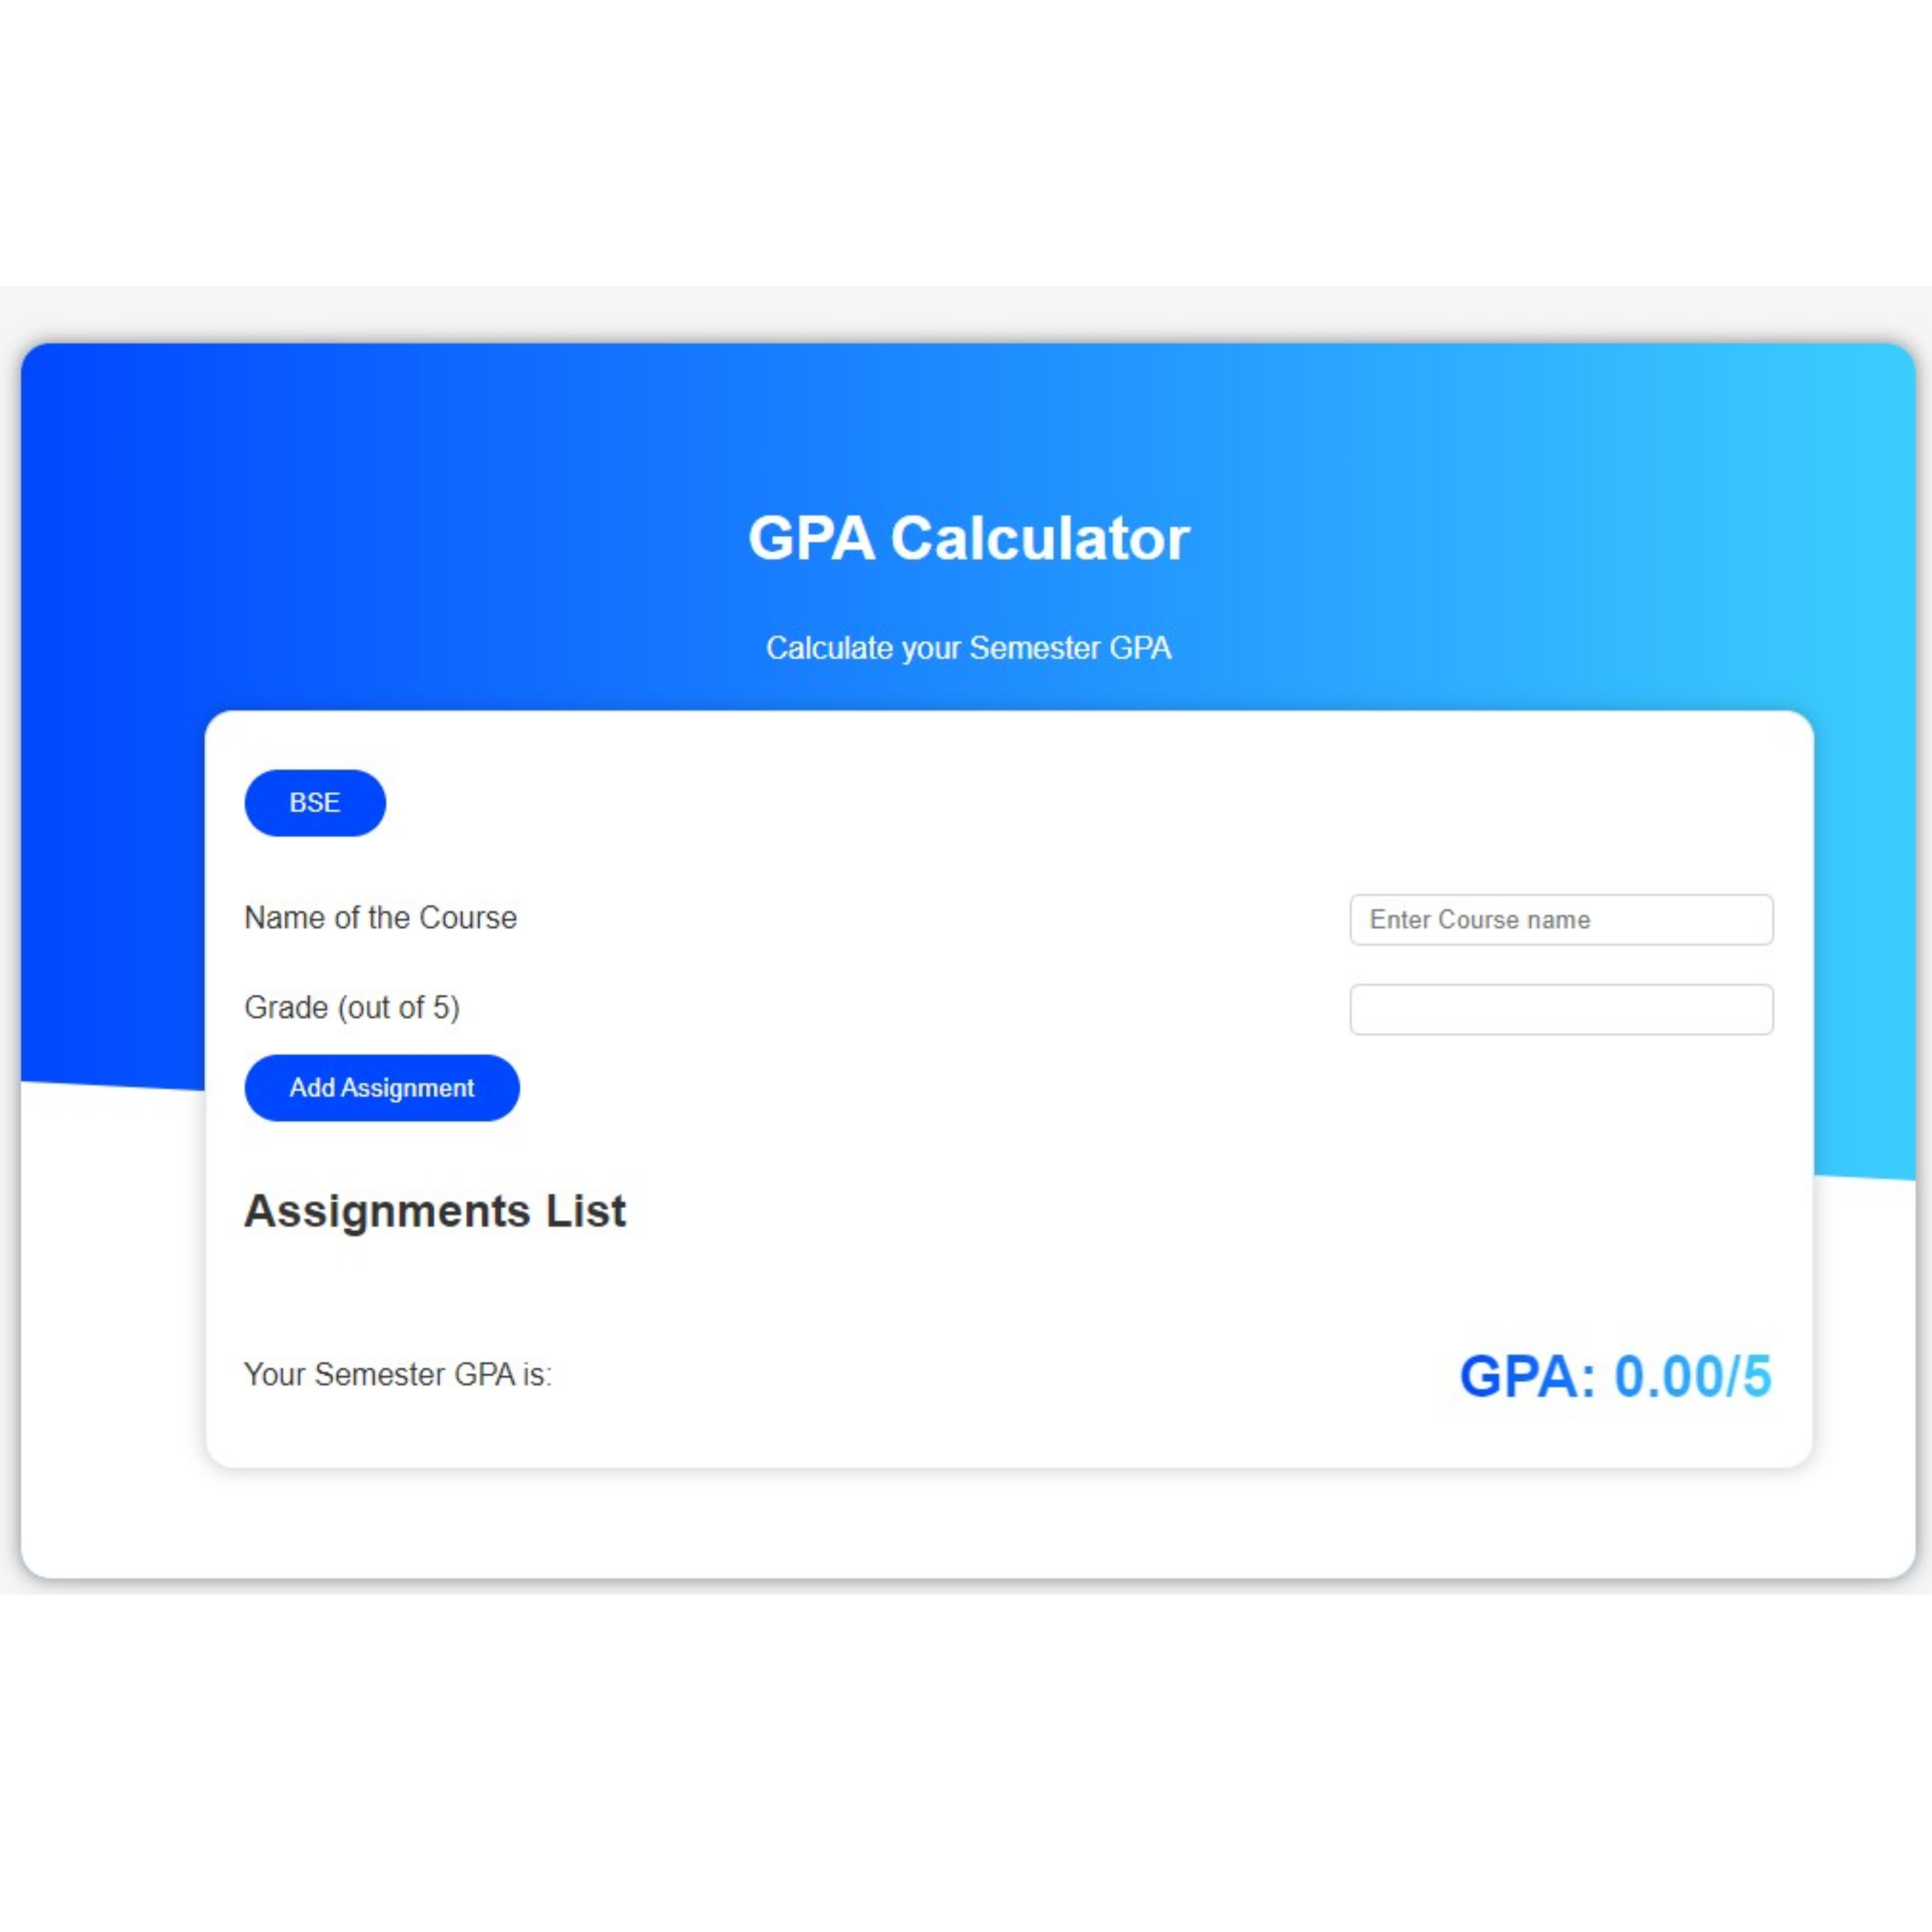 GPA Calculator
Calculate your Semester GPA
BSE
Name of the Course
Enter Course name
Grade (out of 5)
Add Assignment
Assignments List
Your Semester GPA is:
GPA: 0.00/5